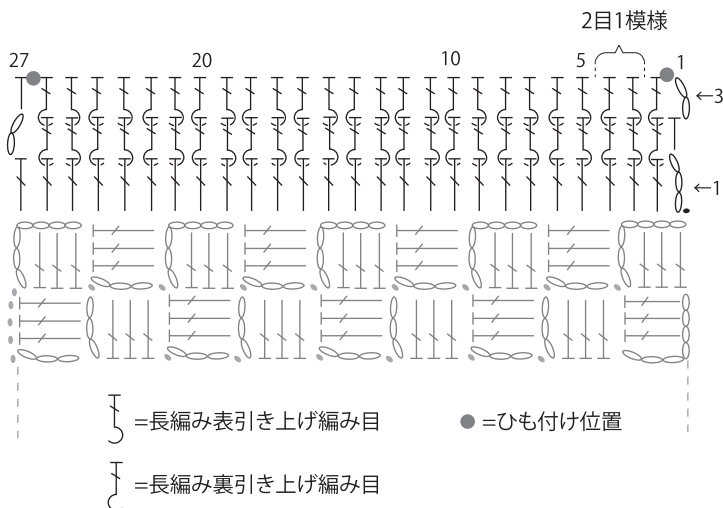 2目1模様
27 20 10 5 1
←3
←1
=長編み表引き上げ編み目
=ひも付け位置
=長編み裏引き上げ編み目